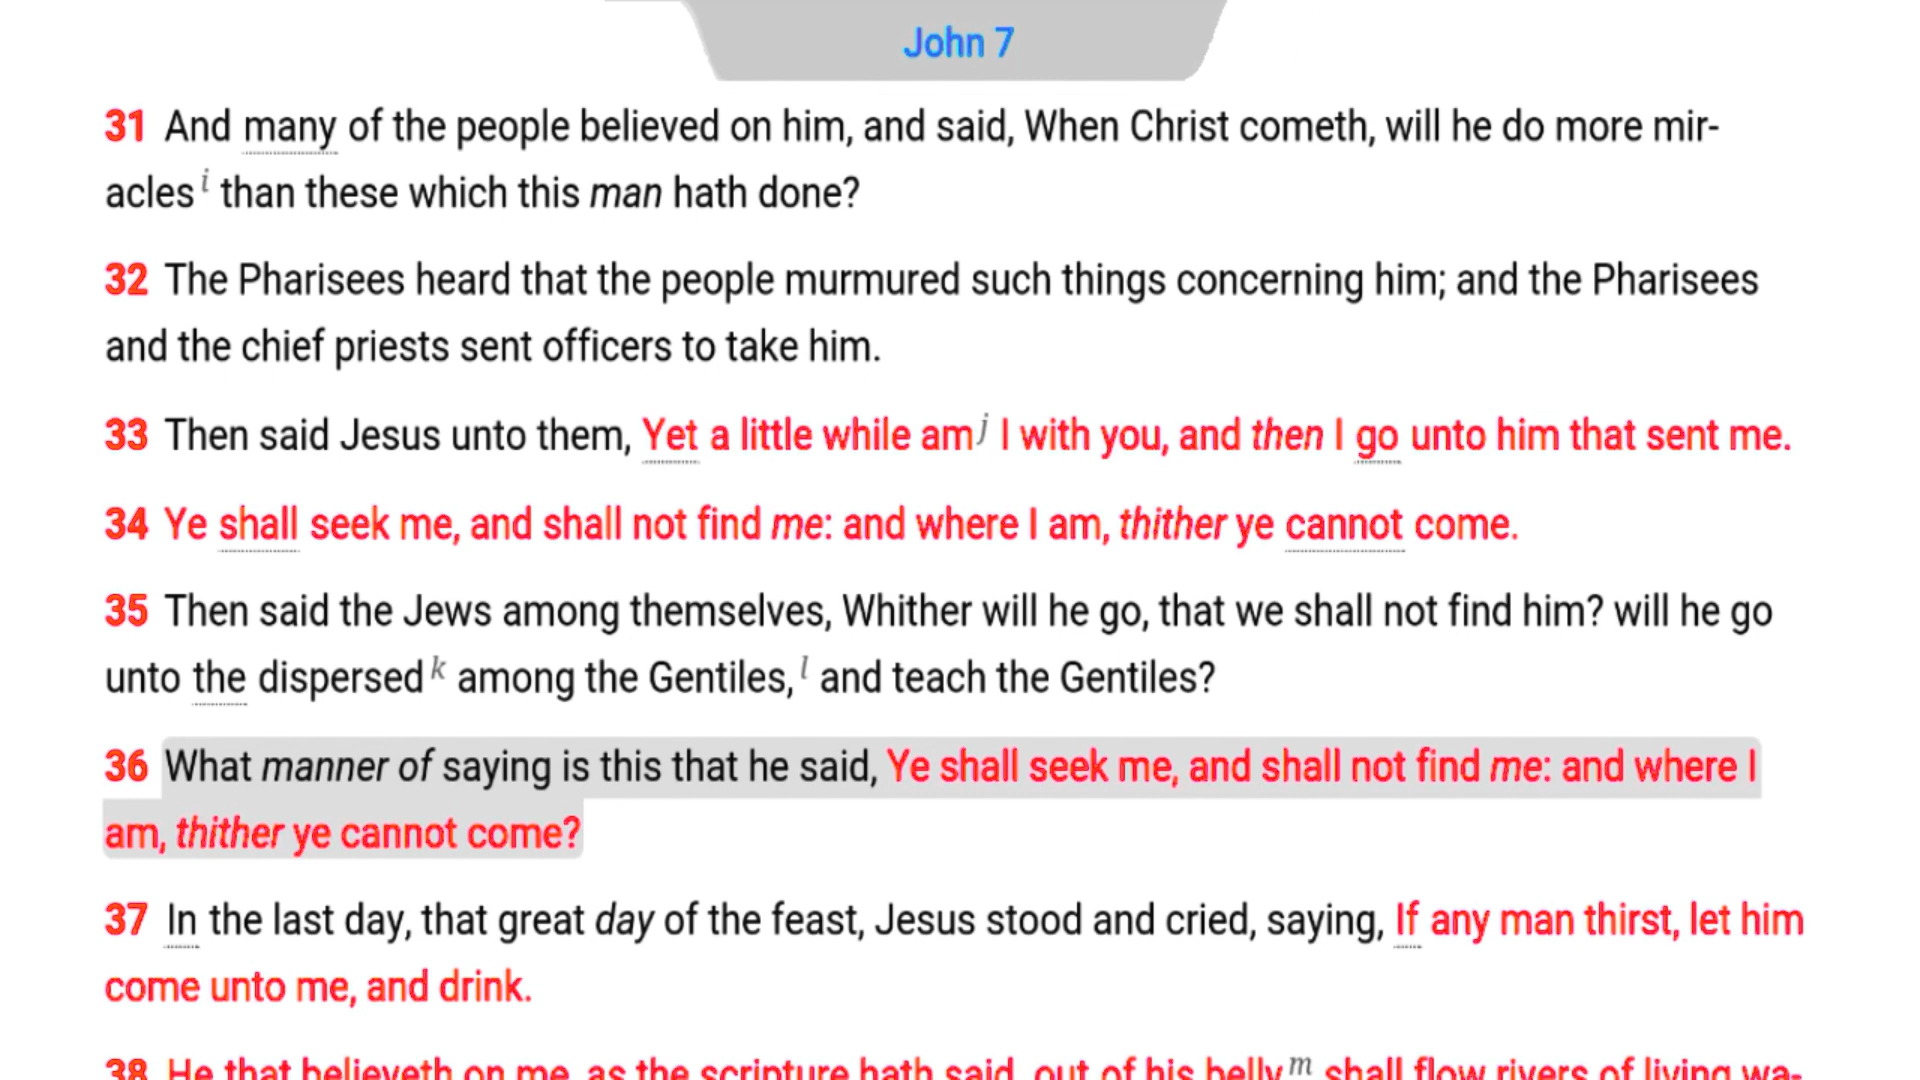 John 7
31 And many of the people believed on him, and said, When Christ cometh, will he do more mir-
acles i than these which this man hath done?
32 The Pharisees heard that the people murmured such things concerning him; and the Pharisees
and the chief priests sent officers to take him.
33 Then said Jesus unto them, Yet a little while am j I with you, and then I go unto him that sent me.
34 Ye shall seek me, and shall not find me: and where I am, thither ye cannot come.
35 Then said the Jews among themselves, Whither will he go, that we shall not find him? will he go
unto the dispersed k among the Gentiles, l and teach the Gentiles?
36 What manner of saying is this that he said, Ye shall seek me, and shall not find me: and where I
am, thither ye cannot come?
37 In the last day, that great day of the feast, Jesus stood and cried, saying, If any man thirst, let him
come unto me, and drink.
38 He that believeth on me, as the scripture hath said, out of his belly m shall flow rivers of living wa-